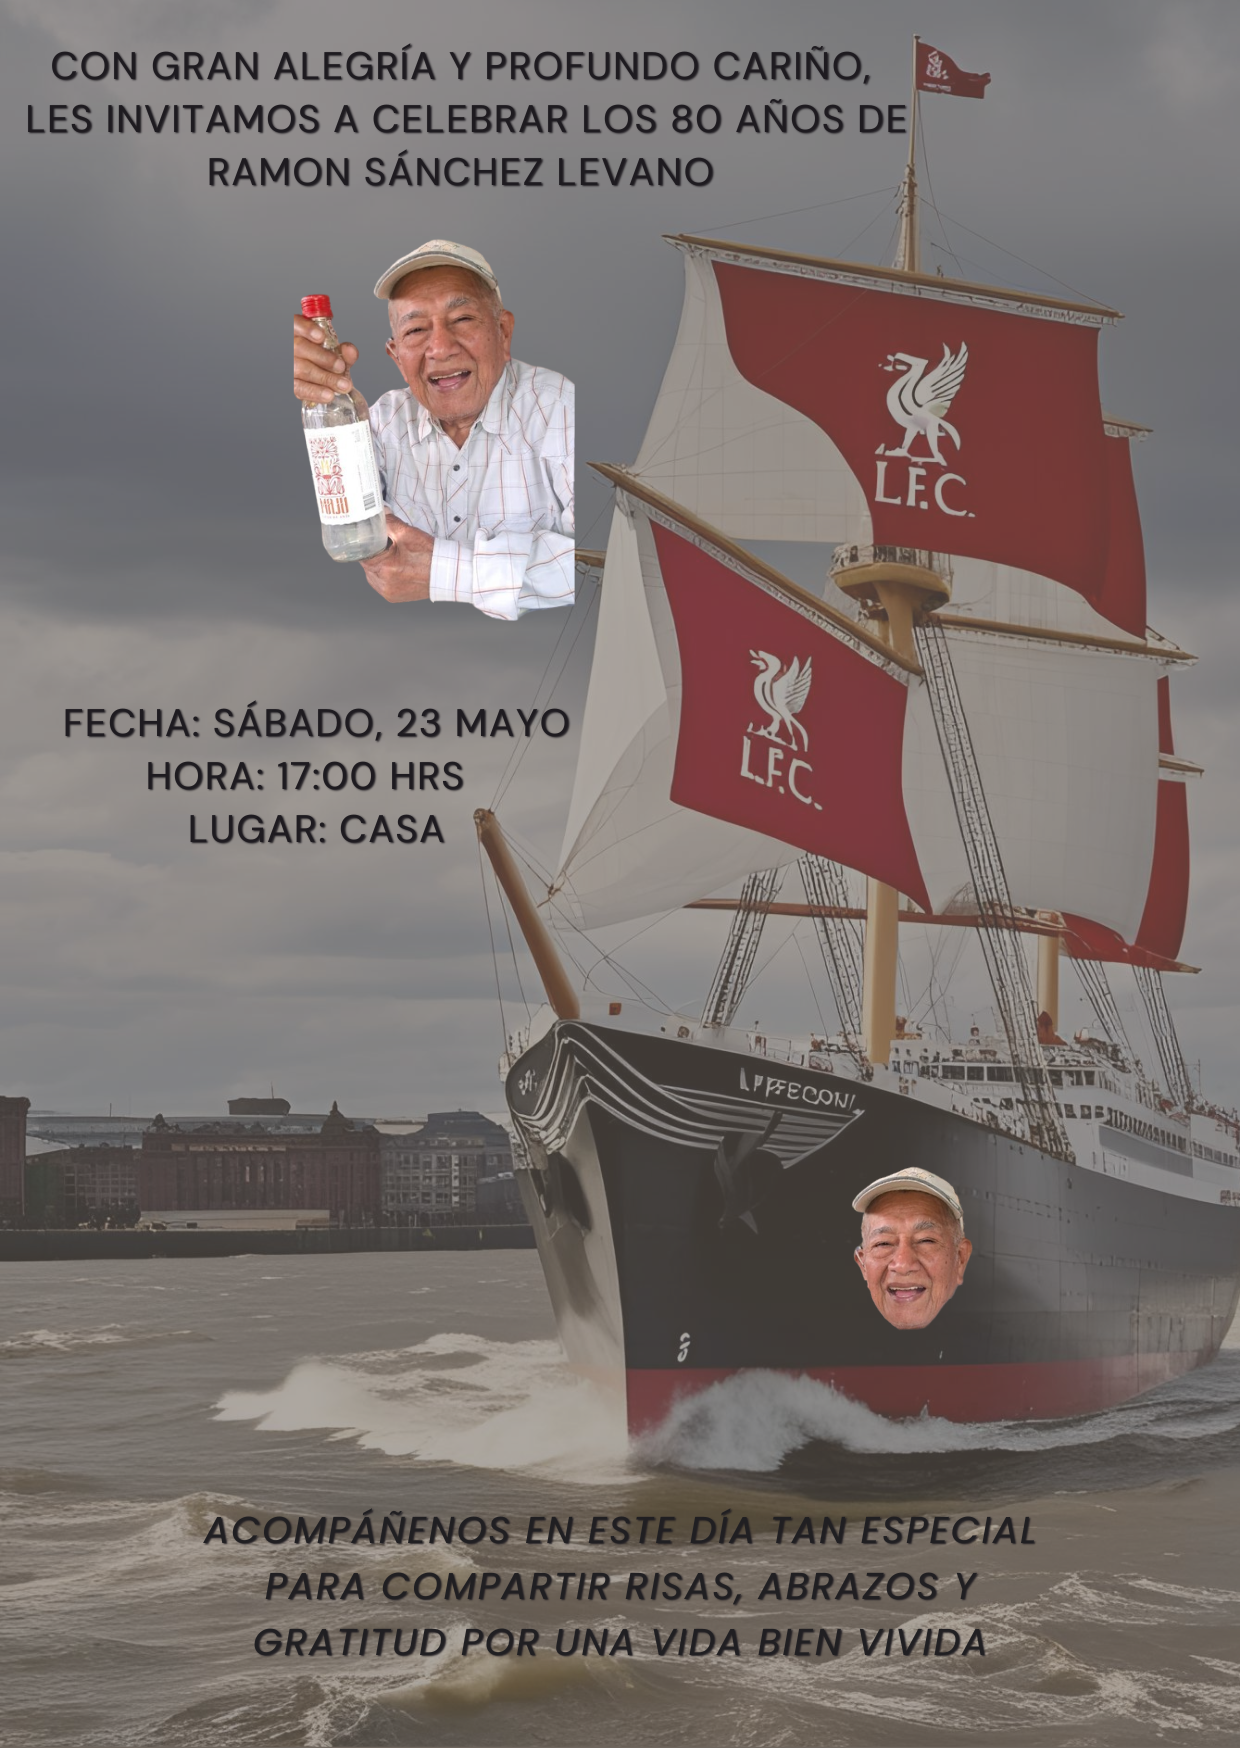 CON GRAN ALEGRÍA Y PROFUNDO CARIÑO,
LES INVITAMOS A CELEBRAR LOS 80 AÑOS DE
RAMON SÁNCHEZ LEVANO
L.F.C.
L.F.C.
FECHA: SÁBADO, 23 MAYO
HORA: 17:00 HRS
LUGAR: CASA
ACOMPÁÑENOS EN ESTE DÍA TAN ESPECIAL
PARA COMPARTIR RISAS, ABRAZOS Y
GRATITUD POR UNA VIDA BIEN VIVIDA